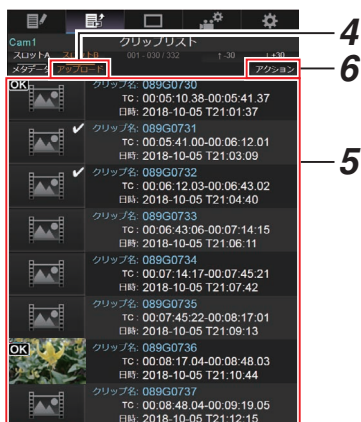 Cam1 クリップリスト
スロットA スロットB 001 - 030 / 332 ↑ -30 ↓ +30
メタデータ アップロード アクション
4
6
5
OK
クリップ名: 089G0730
TC : 00:05:10.38-00:05:41.37
日時: 2018-10-05 T21:01:37
クリップ名: 089G0731
TC : 00:05:41.00-00:06:12.01
日時: 2018-10-05 T21:03:09
クリップ名: 089G0732
TC : 00:06:12.03-00:06:43.02
日時: 2018-10-05 T21:04:40
クリップ名: 089G0733
TC : 00:06:43:06-00:07:14:15
日時: 2018-10-05 T21:06:11
クリップ名: 089G0734
TC : 00:07:14:17-00:07:45:21
日時: 2018-10-05 T21:07:42
クリップ名: 089G0735
TC : 00:07:45:22-00:08:17:01
日時: 2018-10-05 T21:09:13
OK
クリップ名: 089G0736
TC : 00:08:17.04-00:08:48.03
日時: 2018-10-05 T21:10:44
クリップ名: 089G0737
TC : 00:08:48.04-00:09:19.05
日時: 2018-10-05 T21:12:15